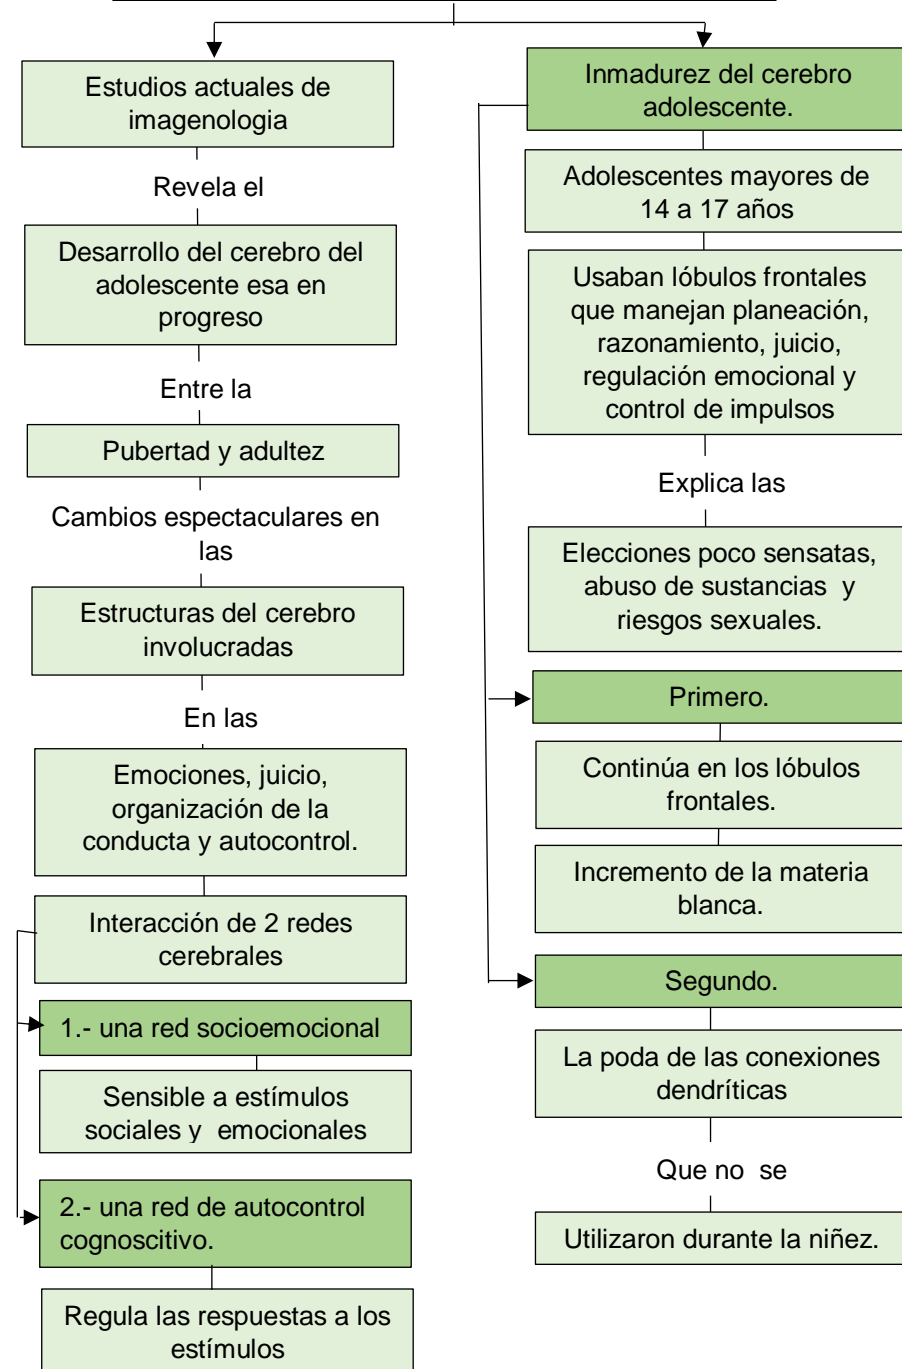 Estudios actuales de
imagenologia
Revela el
Desarrollo del cerebro del
adolescente esa en
progreso
Entre la
Pubertad y adultez
Cambios espectaculares en
las
Estructuras del cerebro
involucradas
En las
Emociones, juicio,
organización de la
conducta y autocontrol.
Interacción de 2 redes
cerebrales
1.- una red socioemocional
Sensible a estímulos
sociales y emocionales
2.- una red de autocontrol
cognoscitivo.
Regula las respuestas a los
estímulos
Inmadurez del cerebro
adolescente.
Adolescentes mayores de
14 a 17 años
Usaban lóbulos frontales
que manejan planeación,
razonamiento, juicio,
regulación emocional y
control de impulsos
Explica las
Elecciones poco sensatas,
abuso de sustancias y
riesgos sexuales.
Primero.
Continúa en los lóbulos
frontales.
Incremento de la materia
blanca.
Segundo.
La poda de las conexiones
dendríticas
Que no se
Utilizaron durante la niñez.